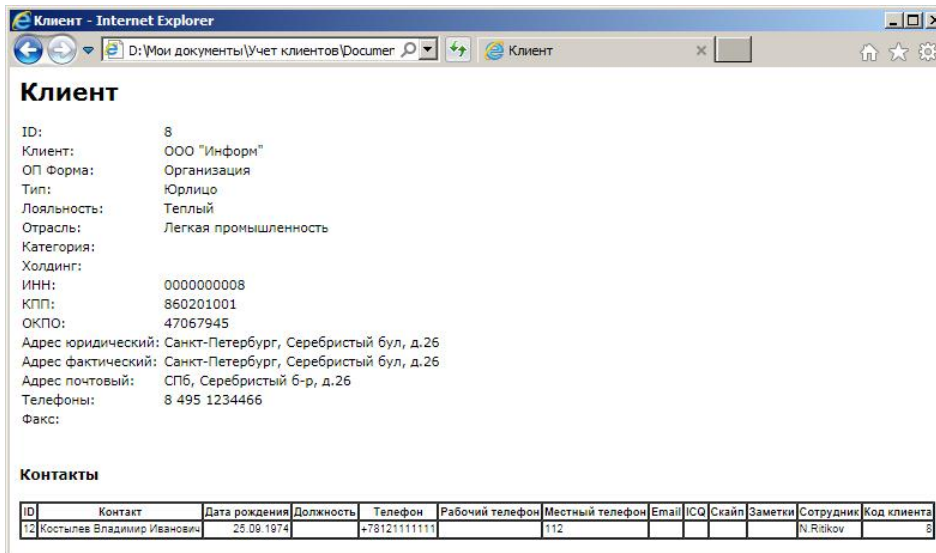 Клиент - Internet Explorer
D:\Мои документы\Учет клиентов\Documer
Клиент
Клиент
ID: 8
Клиент: ООО "Информ"
ОП Форма: Организация
Тип: Юрлицо
Лояльность: Теплый
Отрасль: Легкая промышленность
Категория:
Холдинг:
ИНН: 0000000008
КПП: 860201001
ОКПО: 47067945
Адрес юридический: Санкт-Петербург, Серебристый бул, д.26
Адрес фактический: Санкт-Петербург, Серебристый бул, д.26
Адрес почтовый: СПб, Серебристый б-р, д.26
Телефоны: 8 495 1234466
Факс:
Контакты
ID Контакт Дата рождения Должность Телефон Рабочий телефон Местный телефон Email ICQ Скайп Заметки Сотрудник Код клиента
12 Костылев Владимир Иванович 25.09.1974 +78121111111 112 N.Ritikov 8